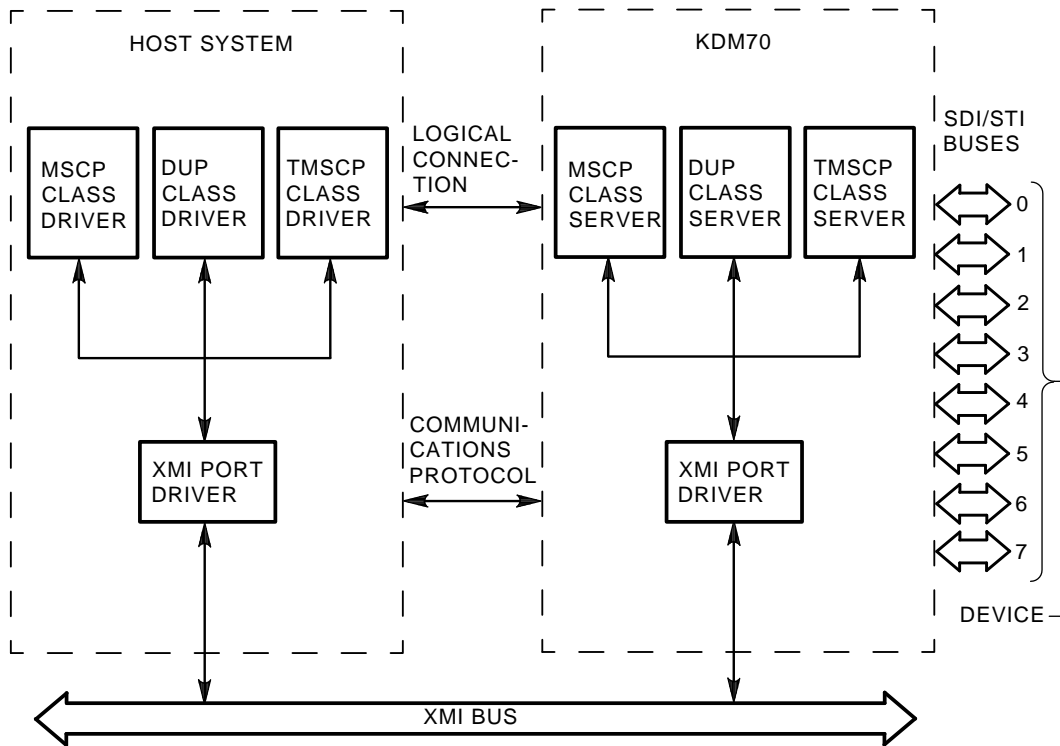 HOST SYSTEM
KDM70
MSCP
CLASS
DRIVER
DUP
CLASS
DRIVER
TMSCP
CLASS
DRIVER
LOGICAL
CONNEC-
TION
MSCP
CLASS
SERVER
DUP
CLASS
SERVER
TMSCP
CLASS
SERVER
SDI/STI
BUSES
0
1
2
3
4
5
6
7
XMI PORT
DRIVER
COMMUNI-
CATIONS
PROTOCOL
XMI PORT
DRIVER
DEVICE
XMI BUS